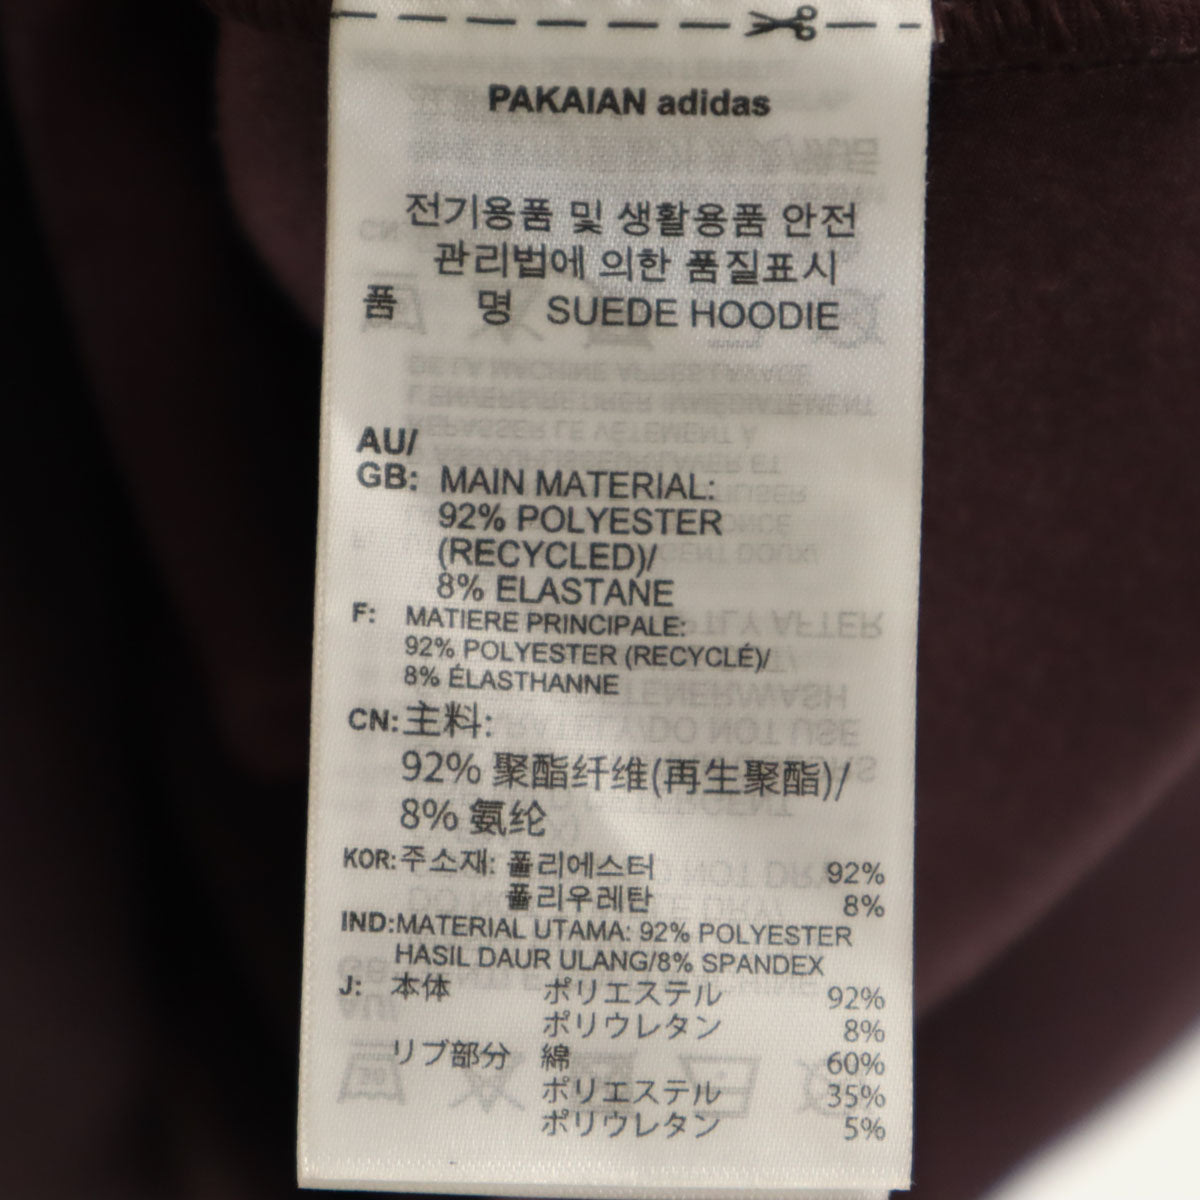 PAKAIAN adidas
전기용품 및 생활용품 안전
관리법에 의한 품질표시
품 명 SUEDE HOODIE
AU/
GB: MAIN MATERIAL:
92% POLYESTER
(RECYCLED)/
8% ELASTANE
F: MATIERE PRINCIPALE:
92% POLYESTER (RECYCLÉ)/
8% ÉLASTHANNE
CN: 主料:
92% 聚酯纤维(再生聚酯)/
8% 氨纶
KOR: 주소재: 폴리에스터 92%
폴리우레탄 8%
IND: MATERIAL UTAMA: 92% POLYESTER
HASIL DAUR ULANG/8% SPANDEX
J: 本体 ポリエステル 92%
ポリウレタン 8%
リブ部分 綿 60%
ポリエステル 35%
ポリウレタン 5%